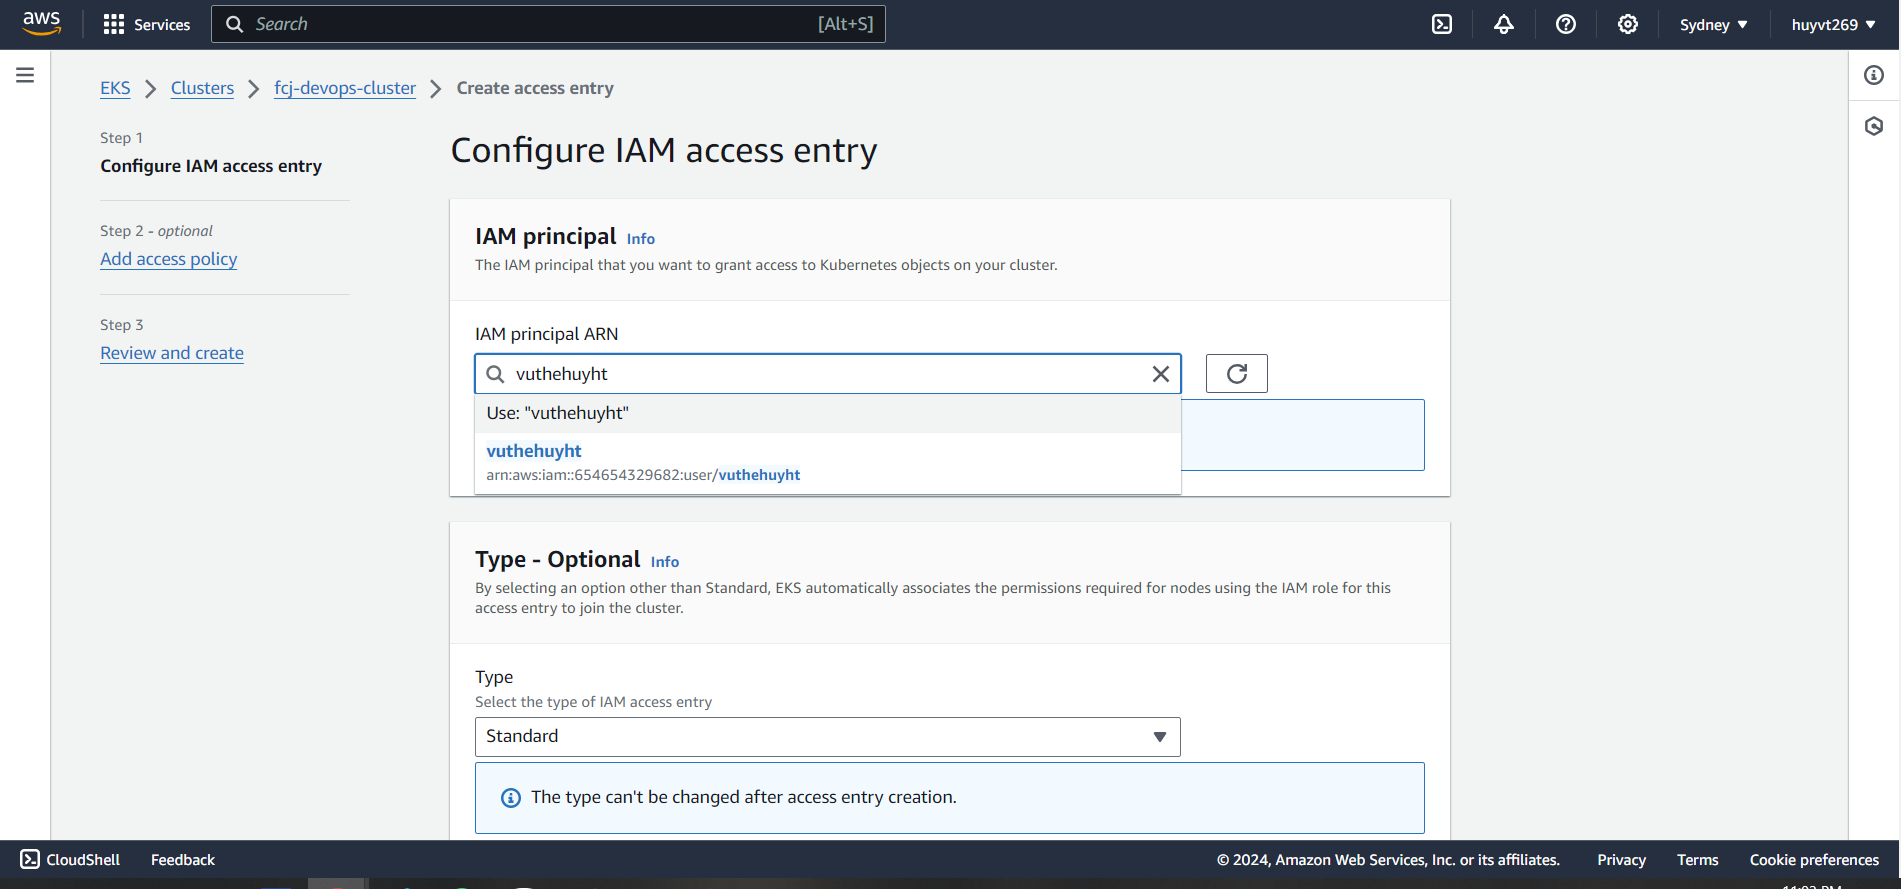 aws
Services
Search
[Alt+S]
Sydney
huyvt269
EKS
Clusters
fcj-devops-cluster
Create access entry
Step 1
Configure IAM access entry
Step 2 - optional
Add access policy
Step 3
Review and create
Configure IAM access entry
IAM principal Info
The IAM principal that you want to grant access to Kubernetes objects on your cluster.
IAM principal ARN
vuthehuyht
Use: "vuthehuyht"
vuthehuyht
arn:aws:iam::654654329682:user/vuthehuyht
Type - Optional Info
By selecting an option other than Standard, EKS automatically associates the permissions required for nodes using the IAM role for this
access entry to join the cluster.
Type
Select the type of IAM access entry
Standard
The type can't be changed after access entry creation.
CloudShell
Feedback
© 2024, Amazon Web Services, Inc. or its affiliates.
Privacy
Terms
Cookie preferences